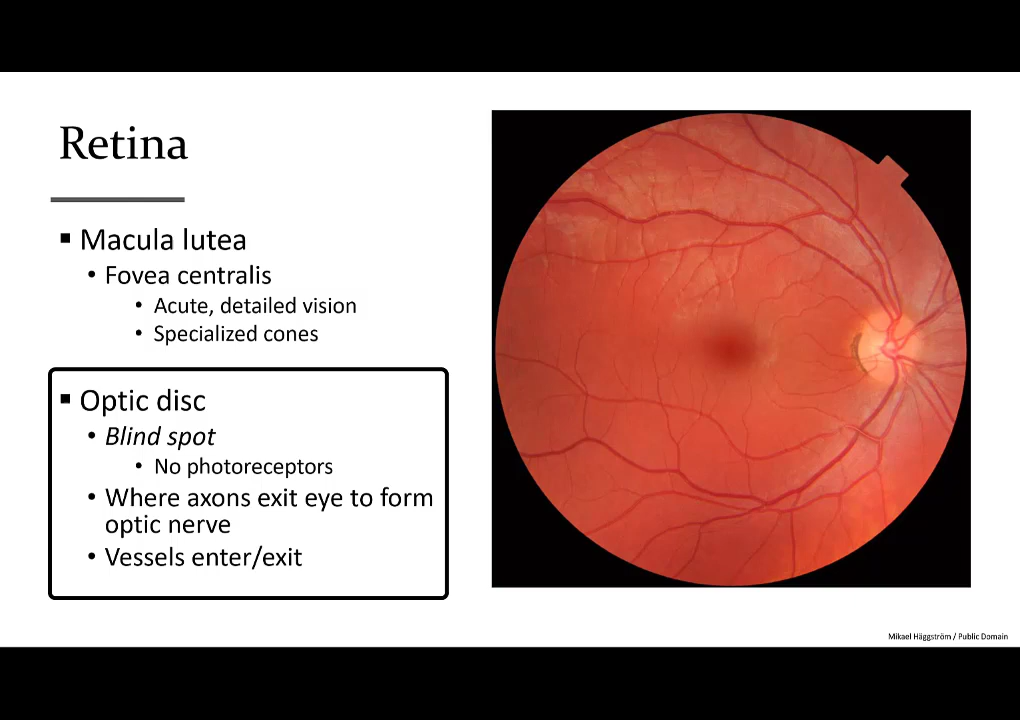 Retina
▪ Macula lutea
• Fovea centralis
• Acute, detailed vision
• Specialized cones
▪ Optic disc
• Blind spot
• No photoreceptors
• Where axons exit eye to form
optic nerve
• Vessels enter/exit
Mikael Häggström / Public Domain